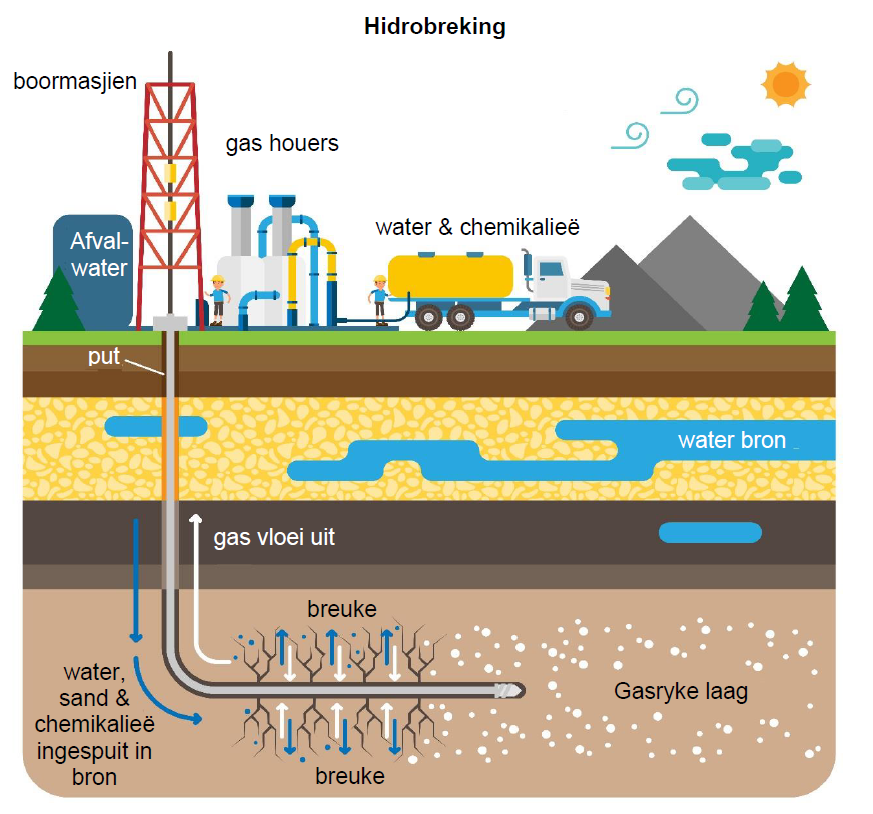 Hidrobreking
boormasjien
gas houers
water & chemikalieë
Afval-
water
put
water bron
gas vloei uit
breuke
water,
sand &
chemikalieë
ingespuit in
bron
Gasryke laag
breuke